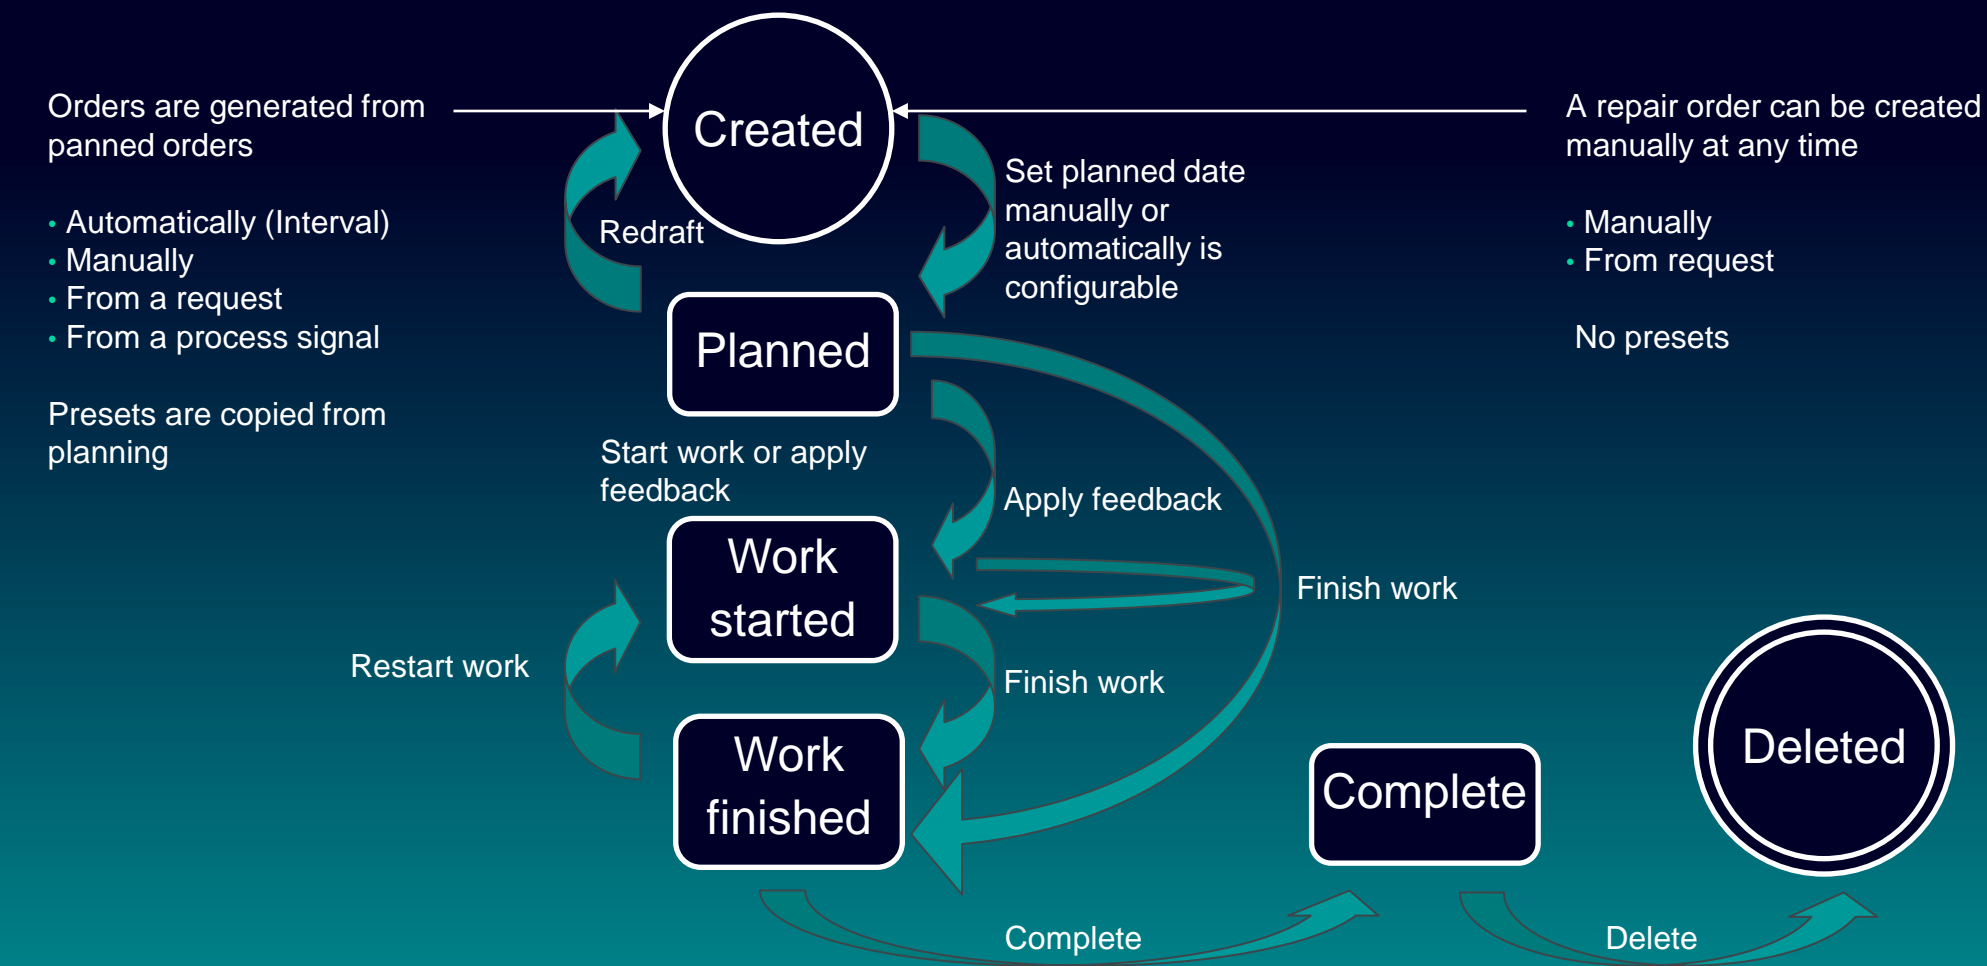 Orders are generated from
panned orders
• Automatically (Interval)
• Manually
• From a request
• From a process signal
Presets are copied from
planning
Created
Redraft
Set planned date
manually or
automatically is
configurable
A repair order can be created
manually at any time
• Manually
• From request
No presets
Planned
Start work or apply
feedback
Apply feedback
Work
started
Finish work
Restart work
Finish work
Work
finished
Complete
Deleted
Complete
Delete